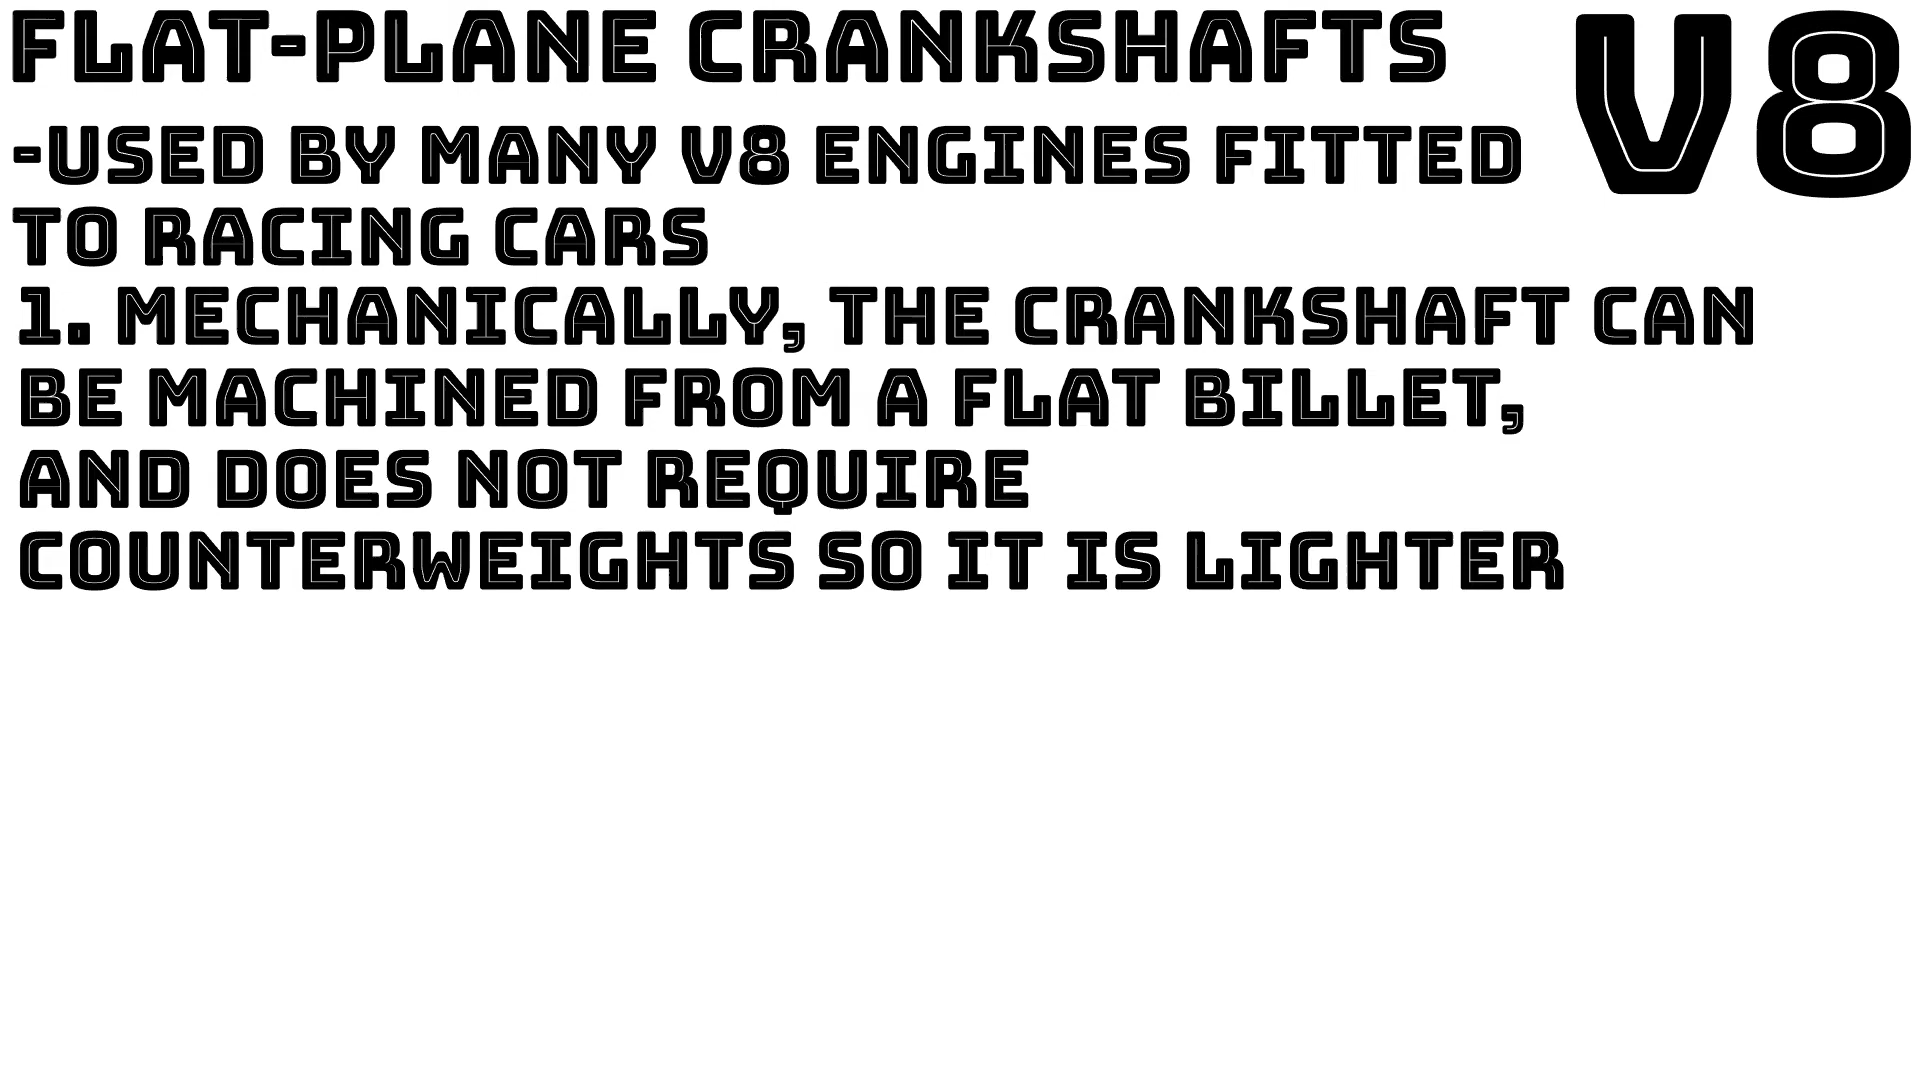 FLAT-PLANE CRANKSHAFTS
V8
-USED BY MANY V8 ENGINES FITTED
TO RACING CARS
1. MECHANICALLY, THE CRANKSHAFT CAN
BE MACHINED FROM A FLAT BILLET,
AND DOES NOT REQUIRE
COUNTERWEIGHTS SO IT IS LIGHTER